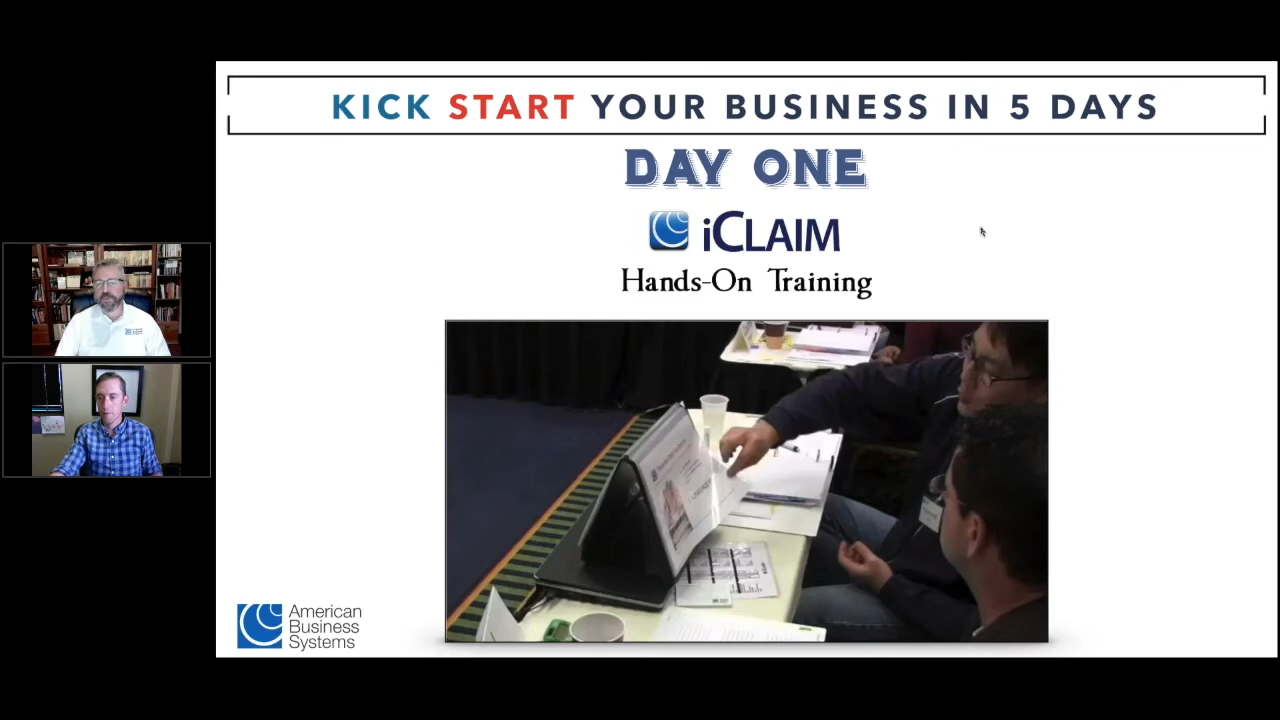 KICK START YOUR BUSINESS IN 5 DAYS
DAY ONE
iCLAIM
Hands-On Training
American
Business
Systems